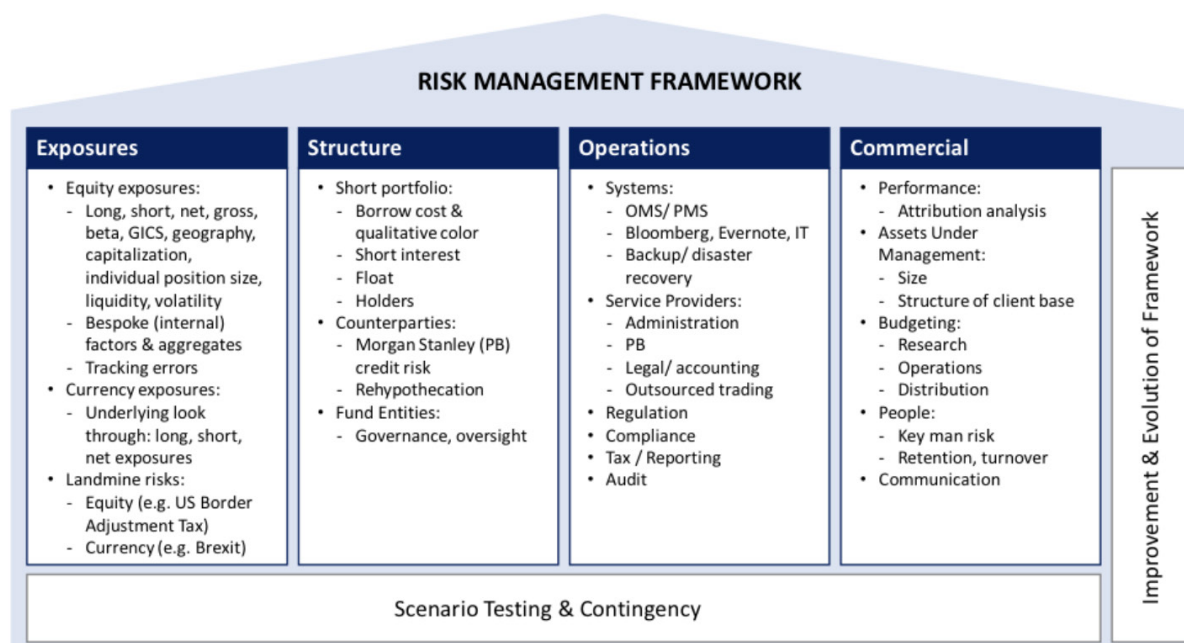 RISK MANAGEMENT FRAMEWORK
Exposures
• Equity exposures:
- Long, short, net, gross,
beta, GICS, geography,
capitalization,
individual position size,
liquidity, volatility
- Bespoke (internal)
factors & aggregates
- Tracking errors
• Currency exposures:
- Underlying look
through: long, short,
net exposures
• Landmine risks:
- Equity (e.g. US Border
Adjustment Tax)
- Currency (e.g. Brexit)
Structure
• Short portfolio:
- Borrow cost &
qualitative color
- Short interest
- Float
- Holders
• Counterparties:
- Morgan Stanley (PB)
credit risk
- Rehypothecation
• Fund Entities:
- Governance, oversight
Operations
• Systems:
- OMS/ PMS
- Bloomberg, Evernote, IT
- Backup/ disaster
recovery
• Service Providers:
- Administration
- PB
- Legal/ accounting
- Outsourced trading
• Regulation
• Compliance
• Tax / Reporting
• Audit
Commercial
• Performance:
- Attribution analysis
• Assets Under
Management:
- Size
- Structure of client base
• Budgeting:
- Research
- Operations
- Distribution
• People:
- Key man risk
- Retention, turnover
• Communication
Improvement & Evolution of Framework
Scenario Testing & Contingency